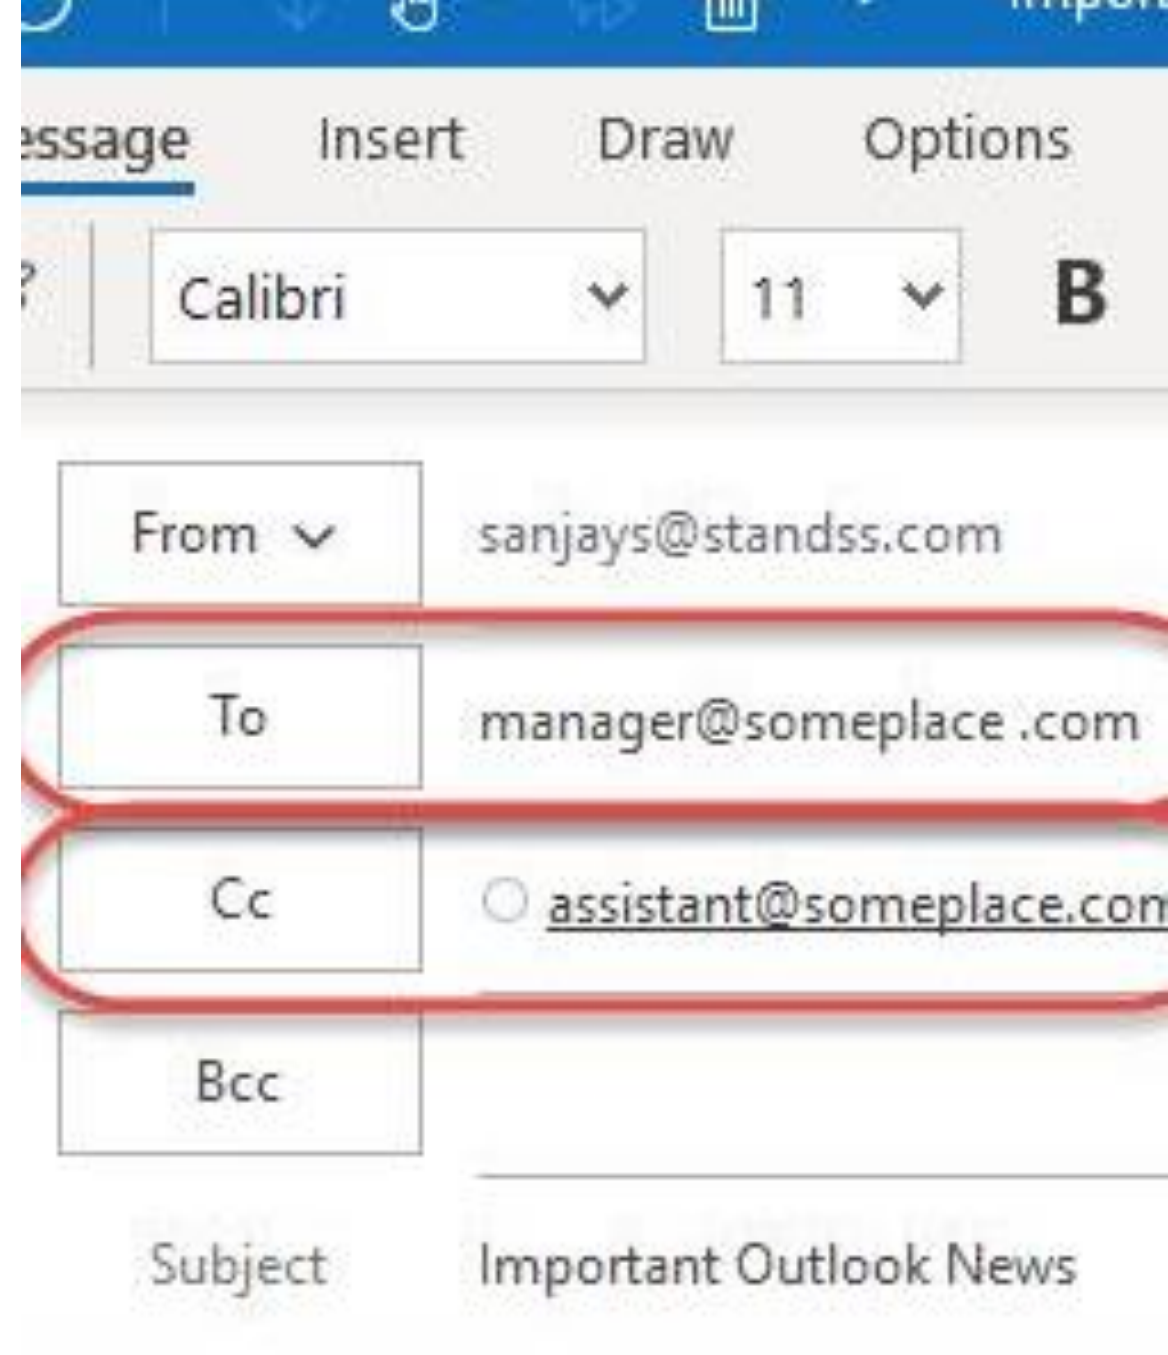 essage Insert Draw Options
Calibri 11 B
From sanjays@standss.com
To manager@someplace .com
Cc assistant@someplace.com
Bcc
Subject Important Outlook News